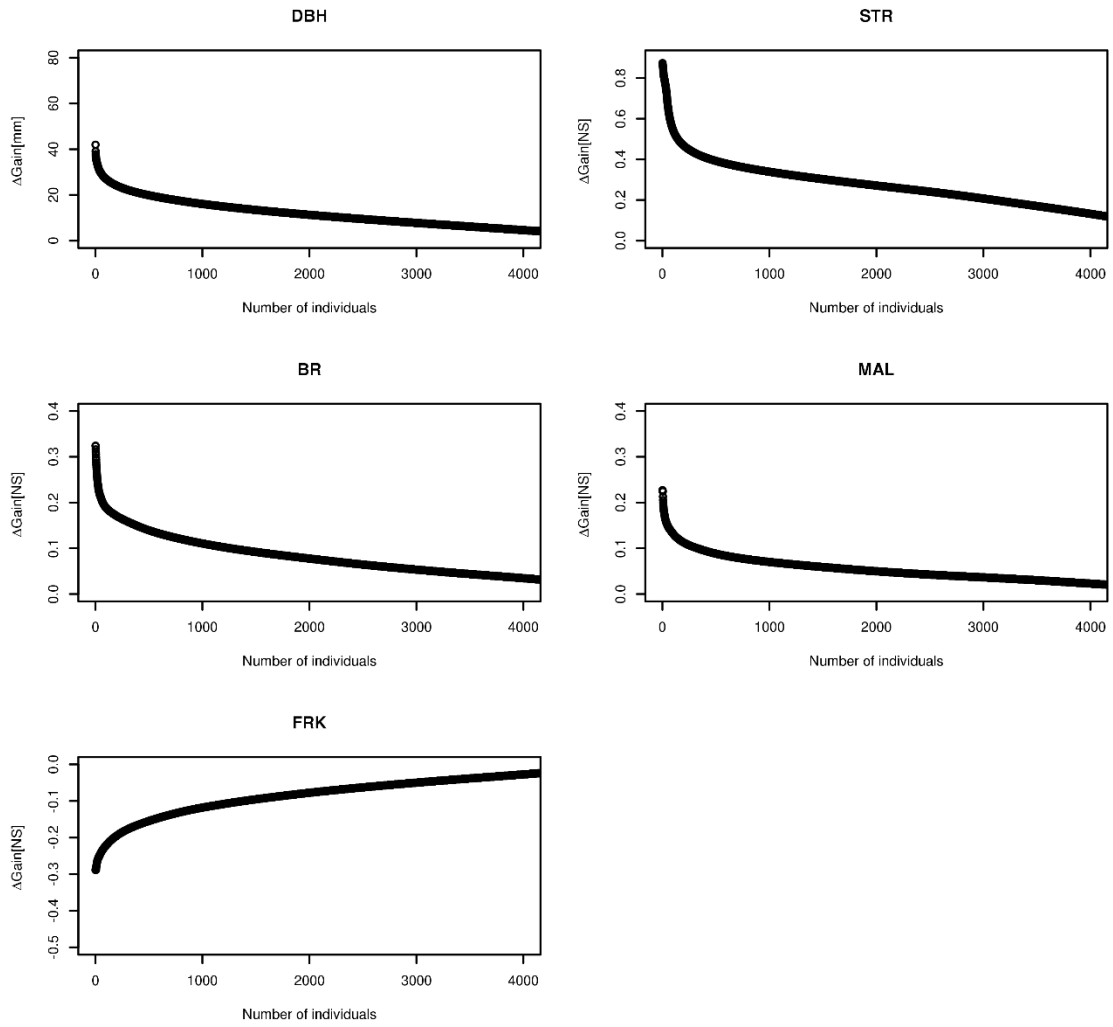 DBH
ΔGain[mm]
80
60
40
20
0
0 1000 2000 3000 4000
Number of individuals
STR
ΔGain[NS]
0.8
0.6
0.4
0.2
0.0
0 1000 2000 3000 4000
Number of individuals
BR
ΔGain[NS]
0.4
0.3
0.2
0.1
0.0
0 1000 2000 3000 4000
Number of individuals
MAL
ΔGain[NS]
0.4
0.3
0.2
0.1
0.0
0 1000 2000 3000 4000
Number of individuals
FRK
ΔGain[NS]
0.0
-0.1
-0.2
-0.3
-0.4
-0.5
0 1000 2000 3000 4000
Number of individuals